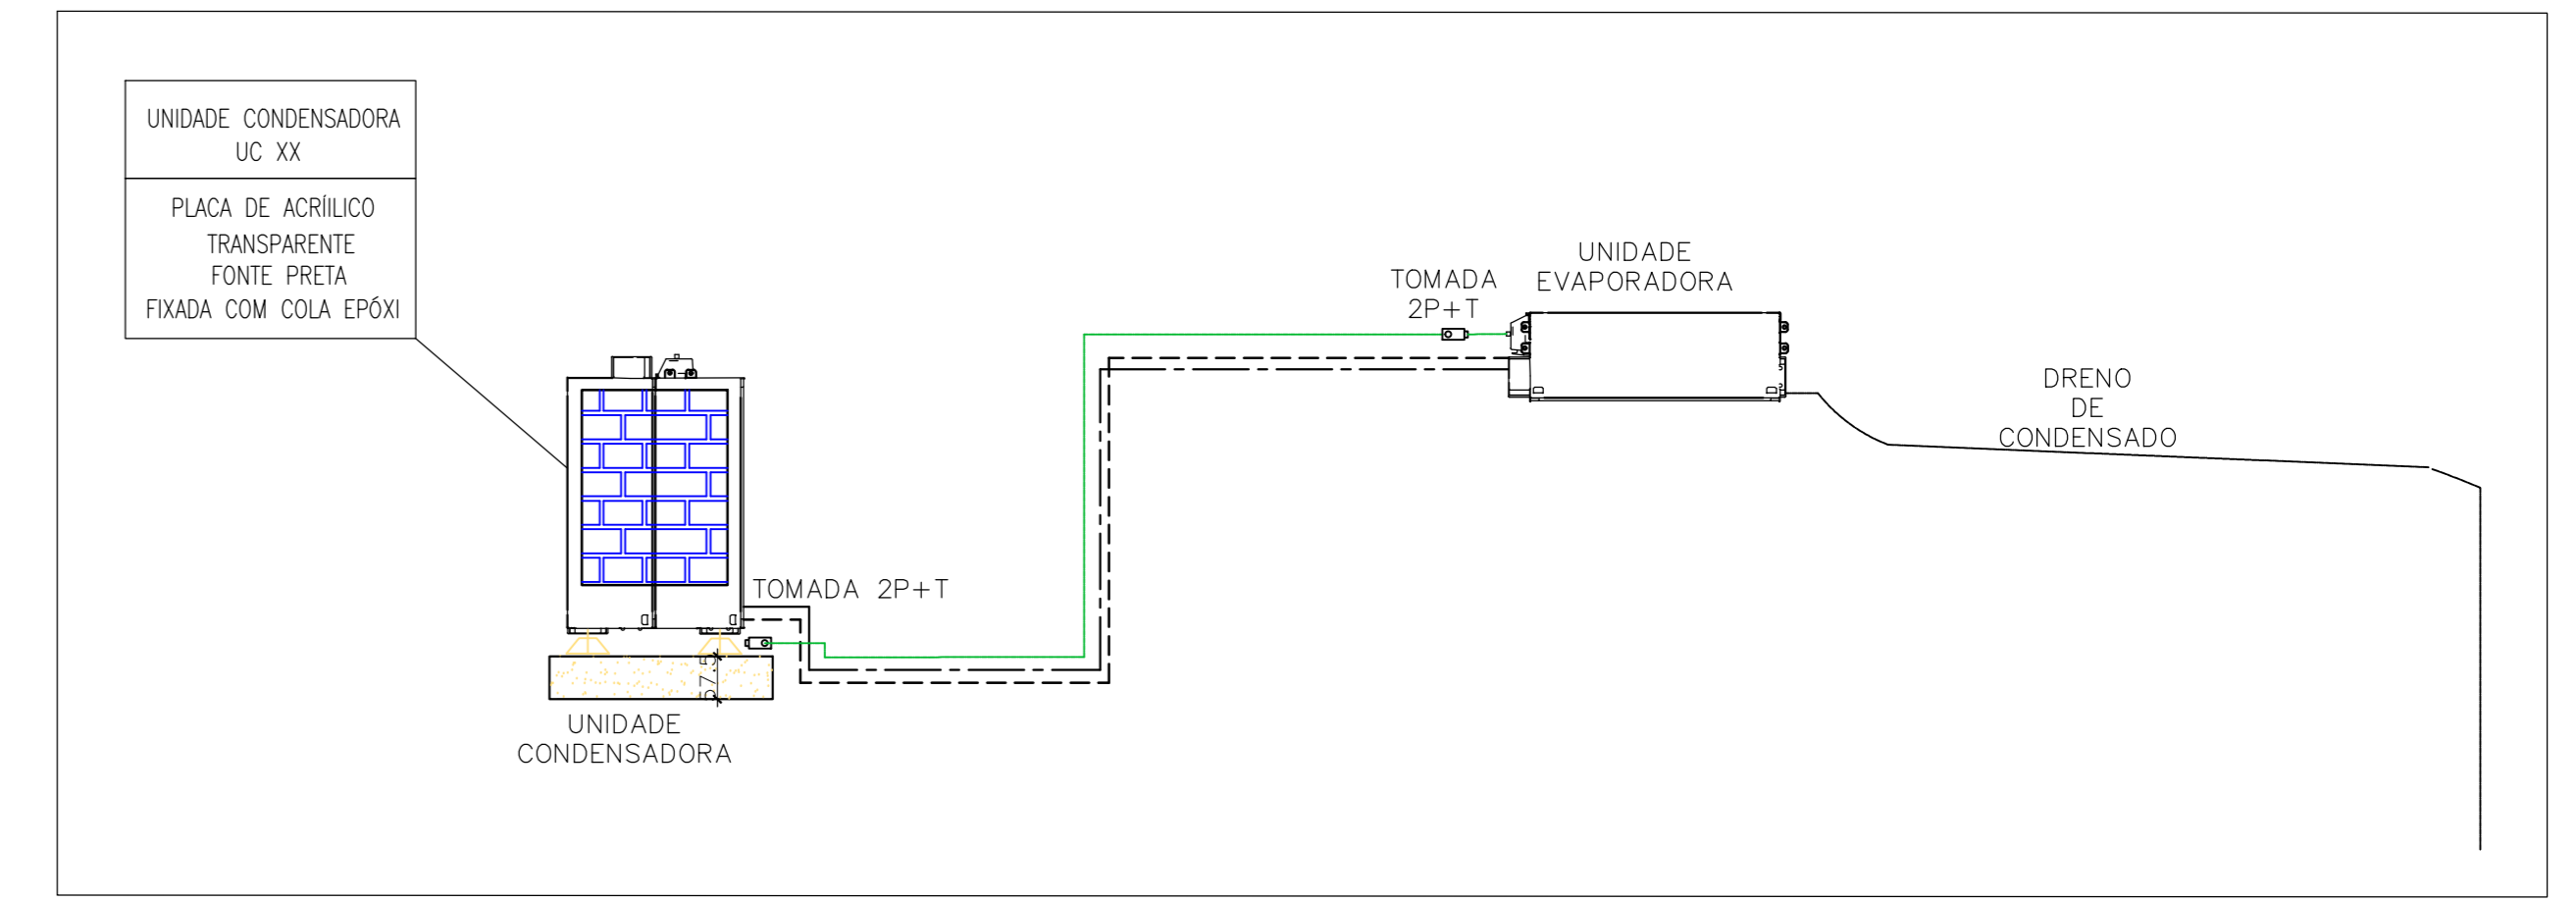 UNIDADE CONDENSADORA
UC XX
PLACA DE ACRÍILICO
TRANSPARENTE
FONTE PRETA
FIXADA COM COLA EPÓXI
UNIDADE
EVAPORADORA
TOMADA
2P+T
DRENO
DE
CONDENSADO
TOMADA 2P+T
57.5
UNIDADE
CONDENSADORA